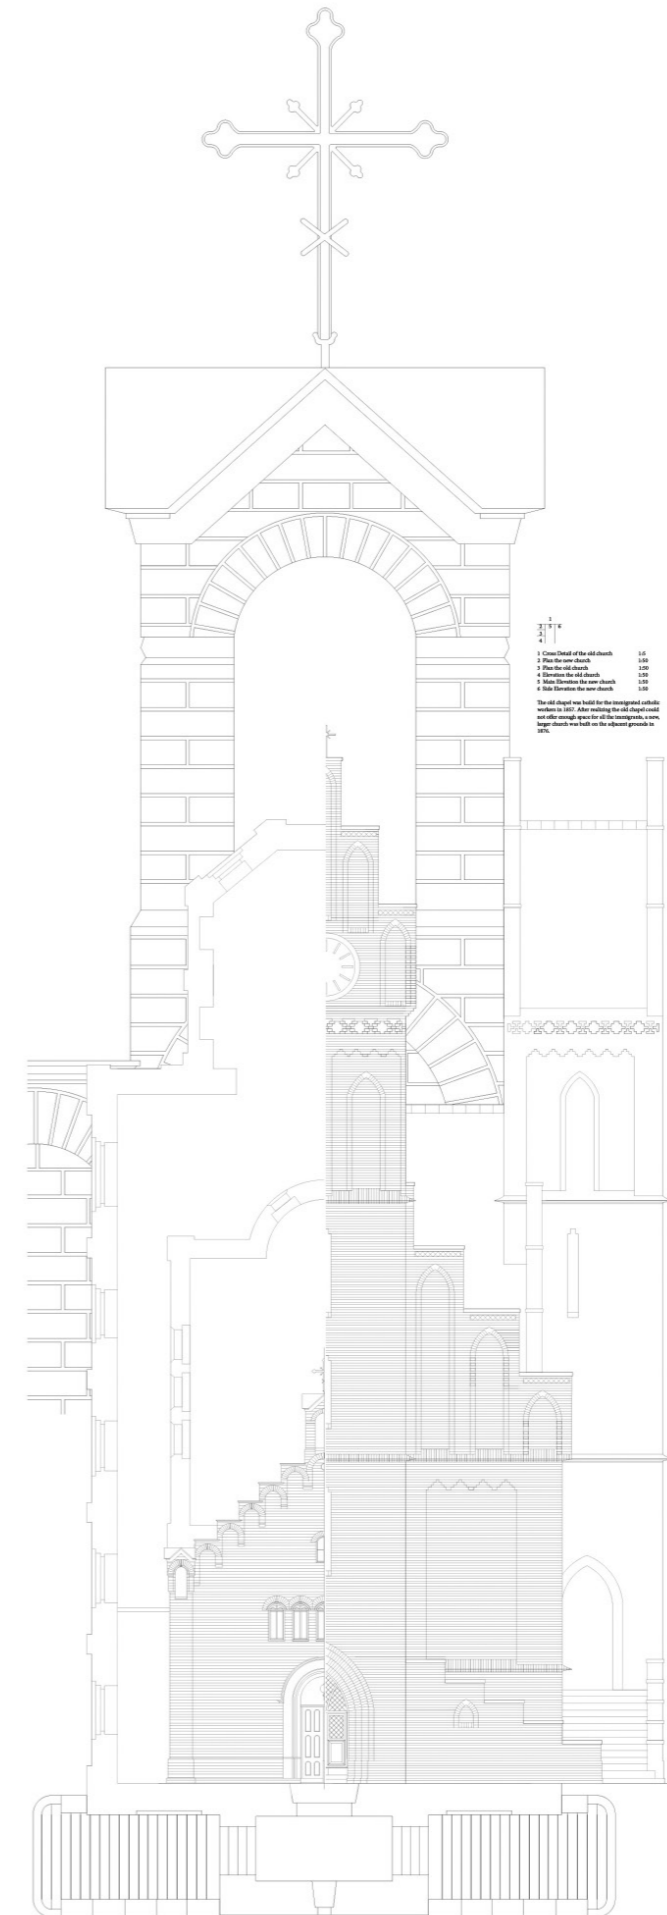 1
2 5 6
3
4
1 Cross Detail of the old church 1:5
2 Plan the new church 1:50
3 Plan the old church 1:50
4 Elevation the old church 1:50
5 Main Elevation the new church 1:50
6 Side Elevation the new church 1:50
The old chapel was build for the immigrated catholic
workers in 1857. After realizing the old chapel could
not offer enough space for all the immigrants, a new,
larger church was built on the adjacent grounds in
1876.